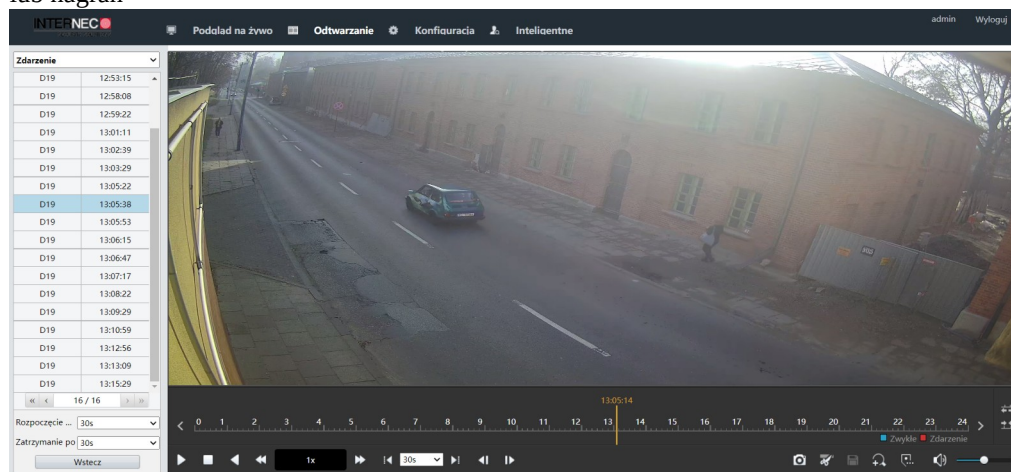 INTERNEC
Podgląd na żywo Odtwarzanie Konfiguracja Inteligentne
admin Wyloguj
Zdarzenie
D19 12:53:15
D19 12:58:08
D19 12:59:22
D19 13:01:11
D19 13:02:39
D19 13:03:29
D19 13:05:22
D19 13:05:38
D19 13:05:53
D19 13:06:15
D19 13:06:47
D19 13:07:17
D19 13:08:22
D19 13:09:29
D19 13:10:59
D19 13:12:56
D19 13:13:09
D19 13:15:29
16 / 16
Rozpoczęcie ... 30s
Zatrzymanie po 30s
Wstecz
13:05:14
0 1 2 3 4 5 6 7 8 9 10 11 12 13 14 15 16 17 18 19 20 21 22 23 24
Zwykłe Zdarzenie
1x 30s